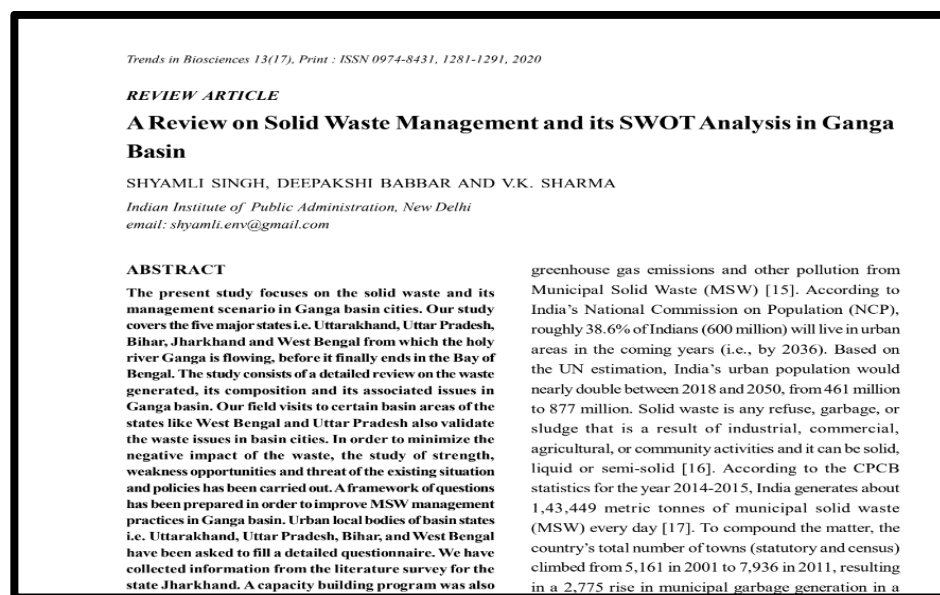 Trends in Biosciences 13(17), Print : ISSN 0974-8431, 1281-1291, 2020
REVIEW ARTICLE
A Review on Solid Waste Management and its SWOT Analysis in Ganga
Basin
SHYAMLI SINGH, DEEPAKSHI BABBAR AND V.K. SHARMA
Indian Institute of Public Administration, New Delhi
email: shyamli.env@gmail.com
ABSTRACT
The present study focuses on the solid waste and its
management scenario in Ganga basin cities. Our study
covers the five major states i.e. Uttarakhand, Uttar Pradesh,
Bihar, Jharkhand and West Bengal from which the holy
river Ganga is flowing, before it finally ends in the Bay of
Bengal. The study consists of a detailed review on the waste
generated, its composition and its associated issues in
Ganga basin. Our field visits to certain basin areas of the
states like West Bengal and Uttar Pradesh also validate
the waste issues in basin cities. In order to minimize the
negative impact of the waste, the study of strength,
weakness opportunities and threat of the existing situation
and policies has been carried out. A framework of questions
has been prepared in order to improve MSW management
practices in Ganga basin. Urban local bodies of basin states
i.e. Uttarakhand, Uttar Pradesh, Bihar, and West Bengal
have been asked to fill a detailed questionnaire. We have
collected information from the literature survey for the
state Jharkhand. A capacity building program was also
greenhouse gas emissions and other pollution from
Municipal Solid Waste (MSW) [15]. According to
India's National Commission on Population (NCP),
roughly 38.6% of Indians (600 million) will live in urban
areas in the coming years (i.e., by 2036). Based on
the UN estimation, India's urban population would
nearly double between 2018 and 2050, from 461 million
to 877 million. Solid waste is any refuse, garbage, or
sludge that is a result of industrial, commercial,
agricultural, or community activities and it can be solid,
liquid or semi-solid [16]. According to the CPCB
statistics for the year 2014-2015, India generates about
1,43,449 metric tonnes of municipal solid waste
(MSW) every day [17]. To compound the matter, the
country's total number of towns (statutory and census)
climbed from 5,161 in 2001 to 7,936 in 2011, resulting
in a 2,775 rise in municipal garbage generation in a